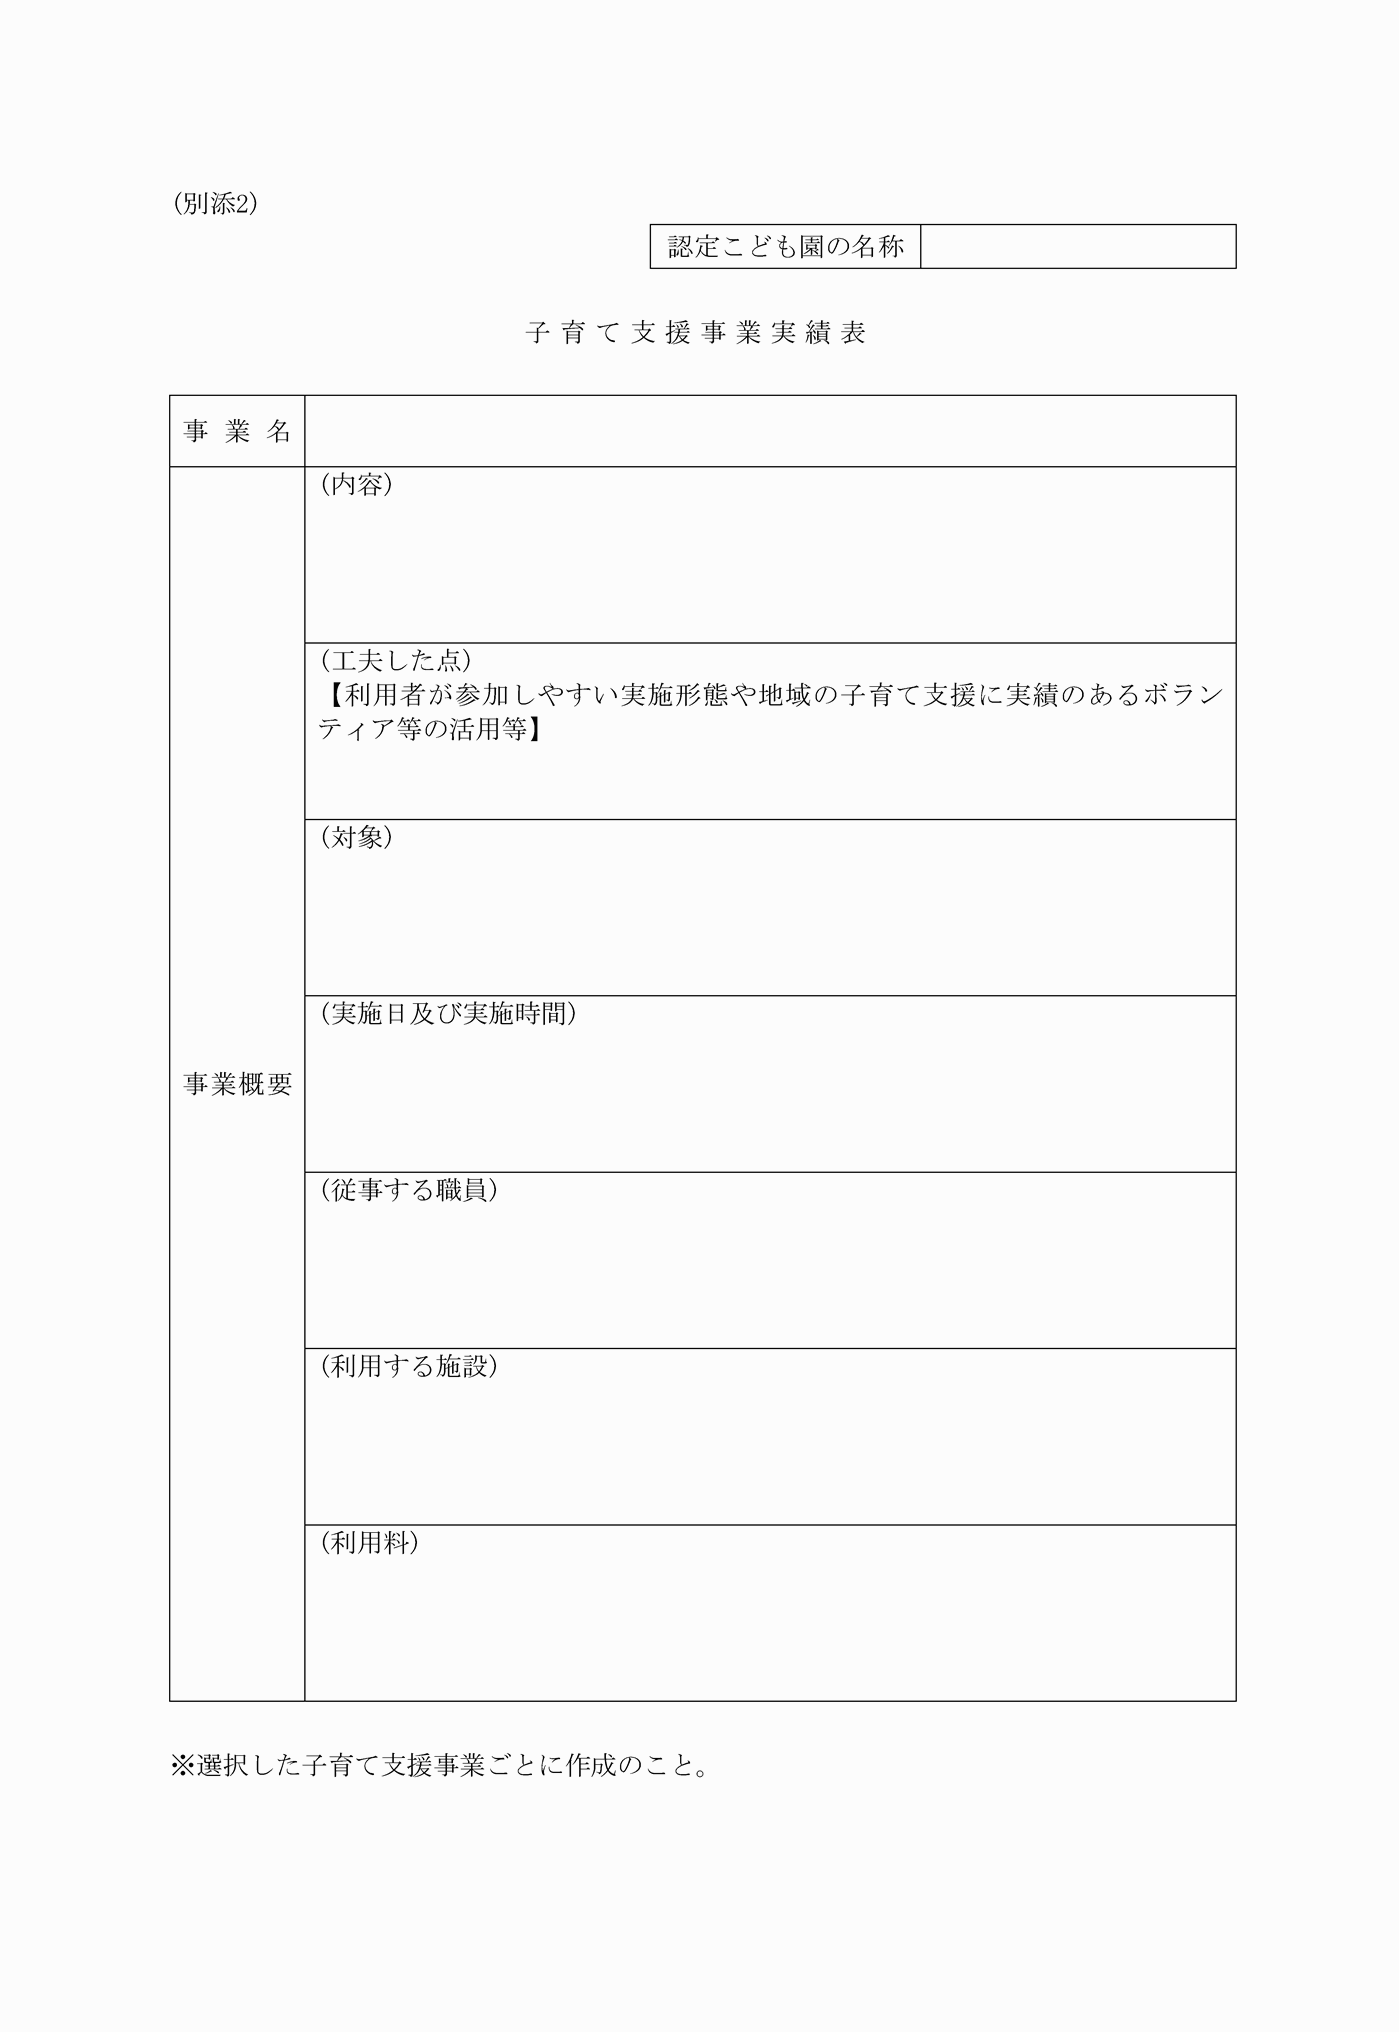 (別添2)
認定こども園の名称
子育て支援事業実績表
事業名
(内容)
(工夫した点)
【利用者が参加しやすい実施形態や地域の子育て支援に実績のあるボラン
ティア等の活用等】
(対象)
(実施日及び実施時間)
事業概要
(従事する職員)
(利用する施設)
(利用料)
※選択した子育て支援事業ごとに作成のこと。